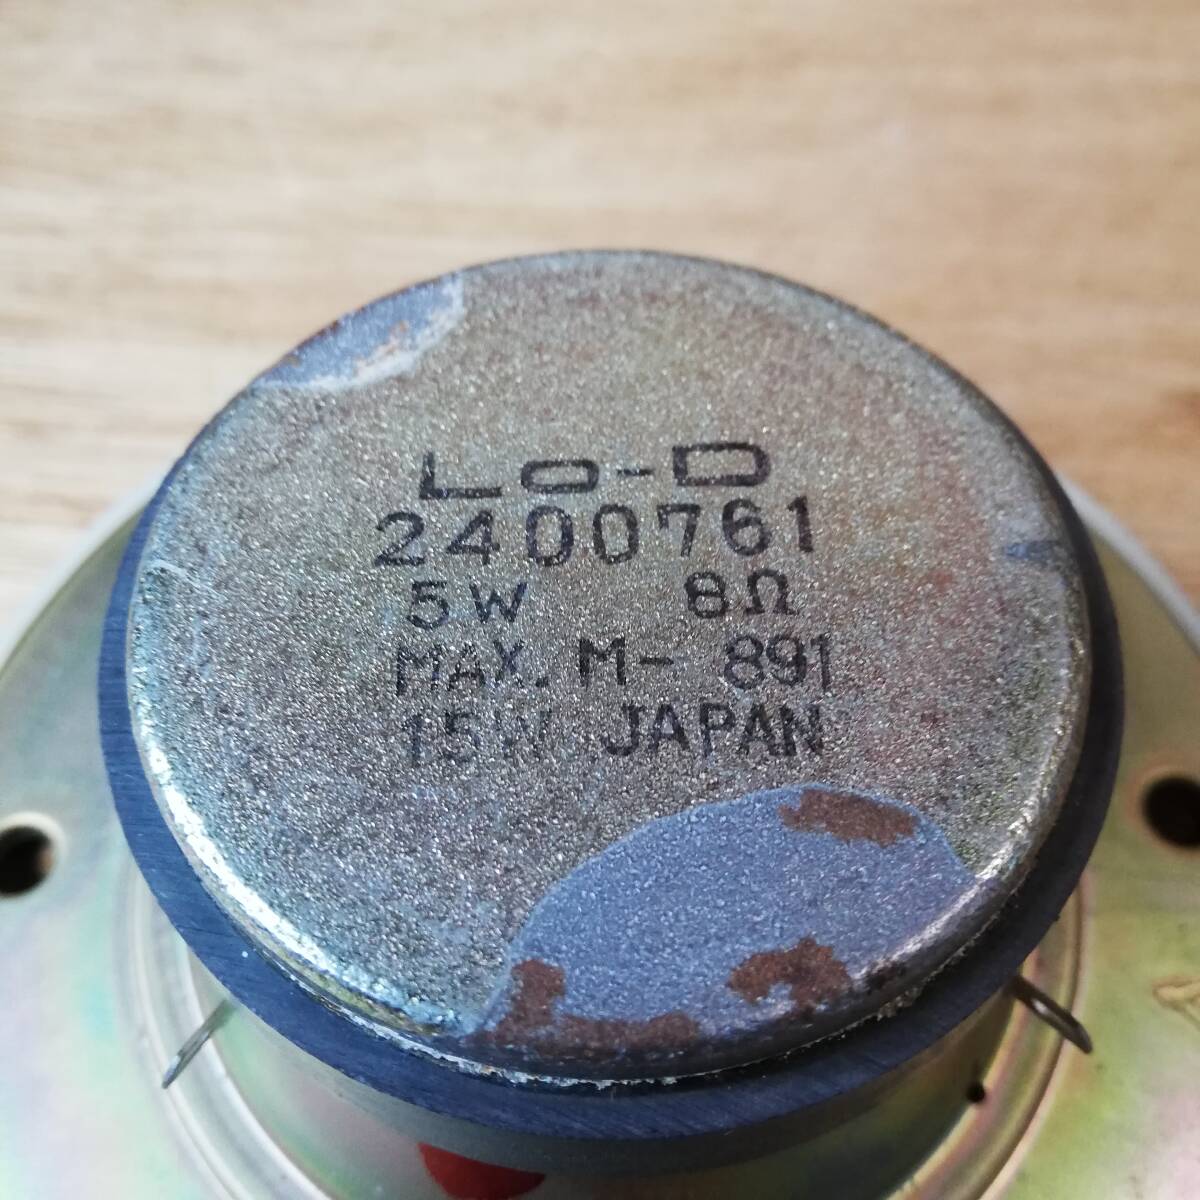 Lo-D
2400761
5W 8Ω
MAX. M-891
15W JAPAN